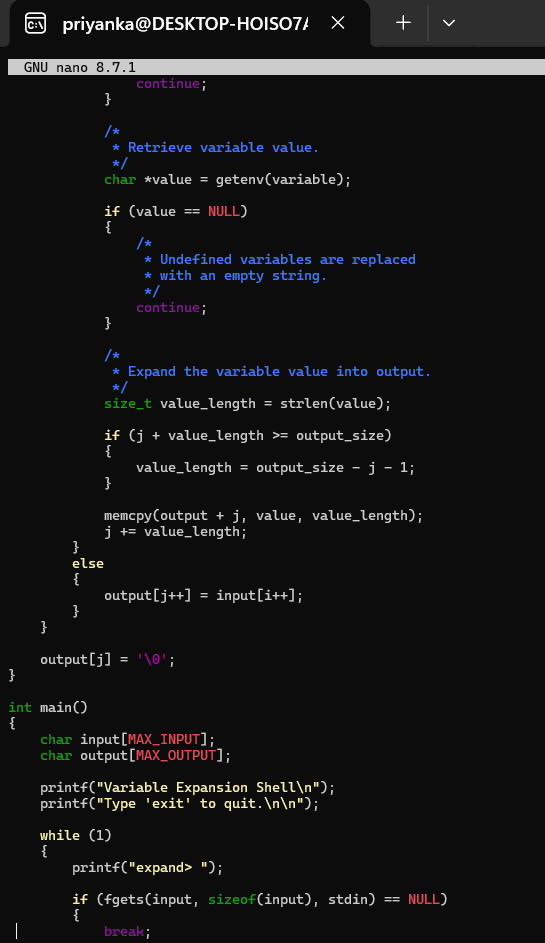 priyanka@DESKTOP-HOISO7
GNU nano 8.7.1
                continue;
            }

            /*
             * Retrieve variable value.
             */
            char *value = getenv(variable);

            if (value == NULL)
            {
                /*
                 * Undefined variables are replaced
                 * with an empty string.
                 */
                continue;
            }

            /*
             * Expand the variable value into output.
             */
            size_t value_length = strlen(value);

            if (j + value_length >= output_size)
            {
                value_length = output_size - j - 1;
            }

            memcpy(output + j, value, value_length);
            j += value_length;
        }
        else
        {
            output[j++] = input[i++];
        }
    }

    output[j] = '\0';
}

int main()
{
    char input[MAX_INPUT];
    char output[MAX_OUTPUT];

    printf("Variable Expansion Shell\n");
    printf("Type 'exit' to quit.\n\n");

    while (1)
    {
        printf("expand> ");

        if (fgets(input, sizeof(input), stdin) == NULL)
        {
            break;